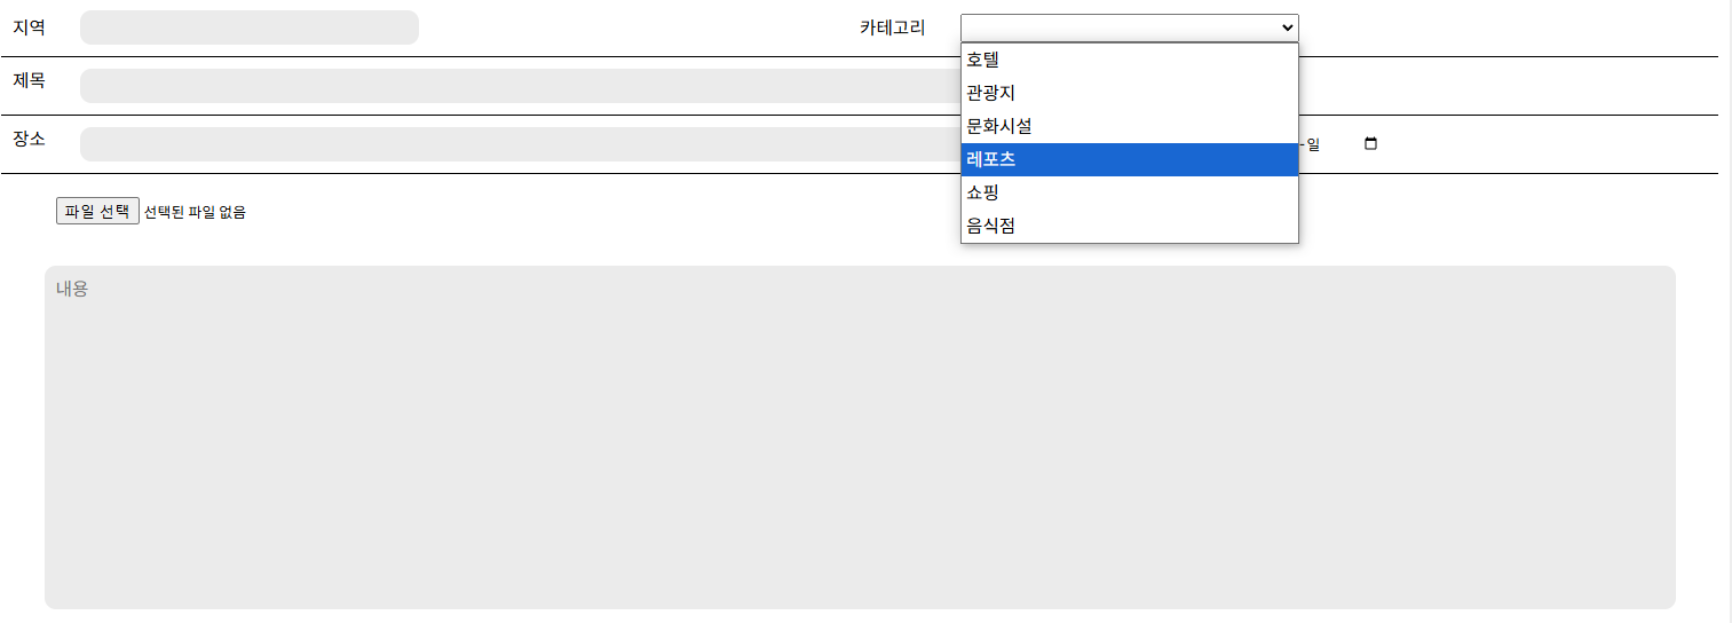 지역
카테고리
호텔
제목
관광지
문화시설
장소
-일
레포츠
쇼핑
파일 선택 선택된 파일 없음
음식점
내용